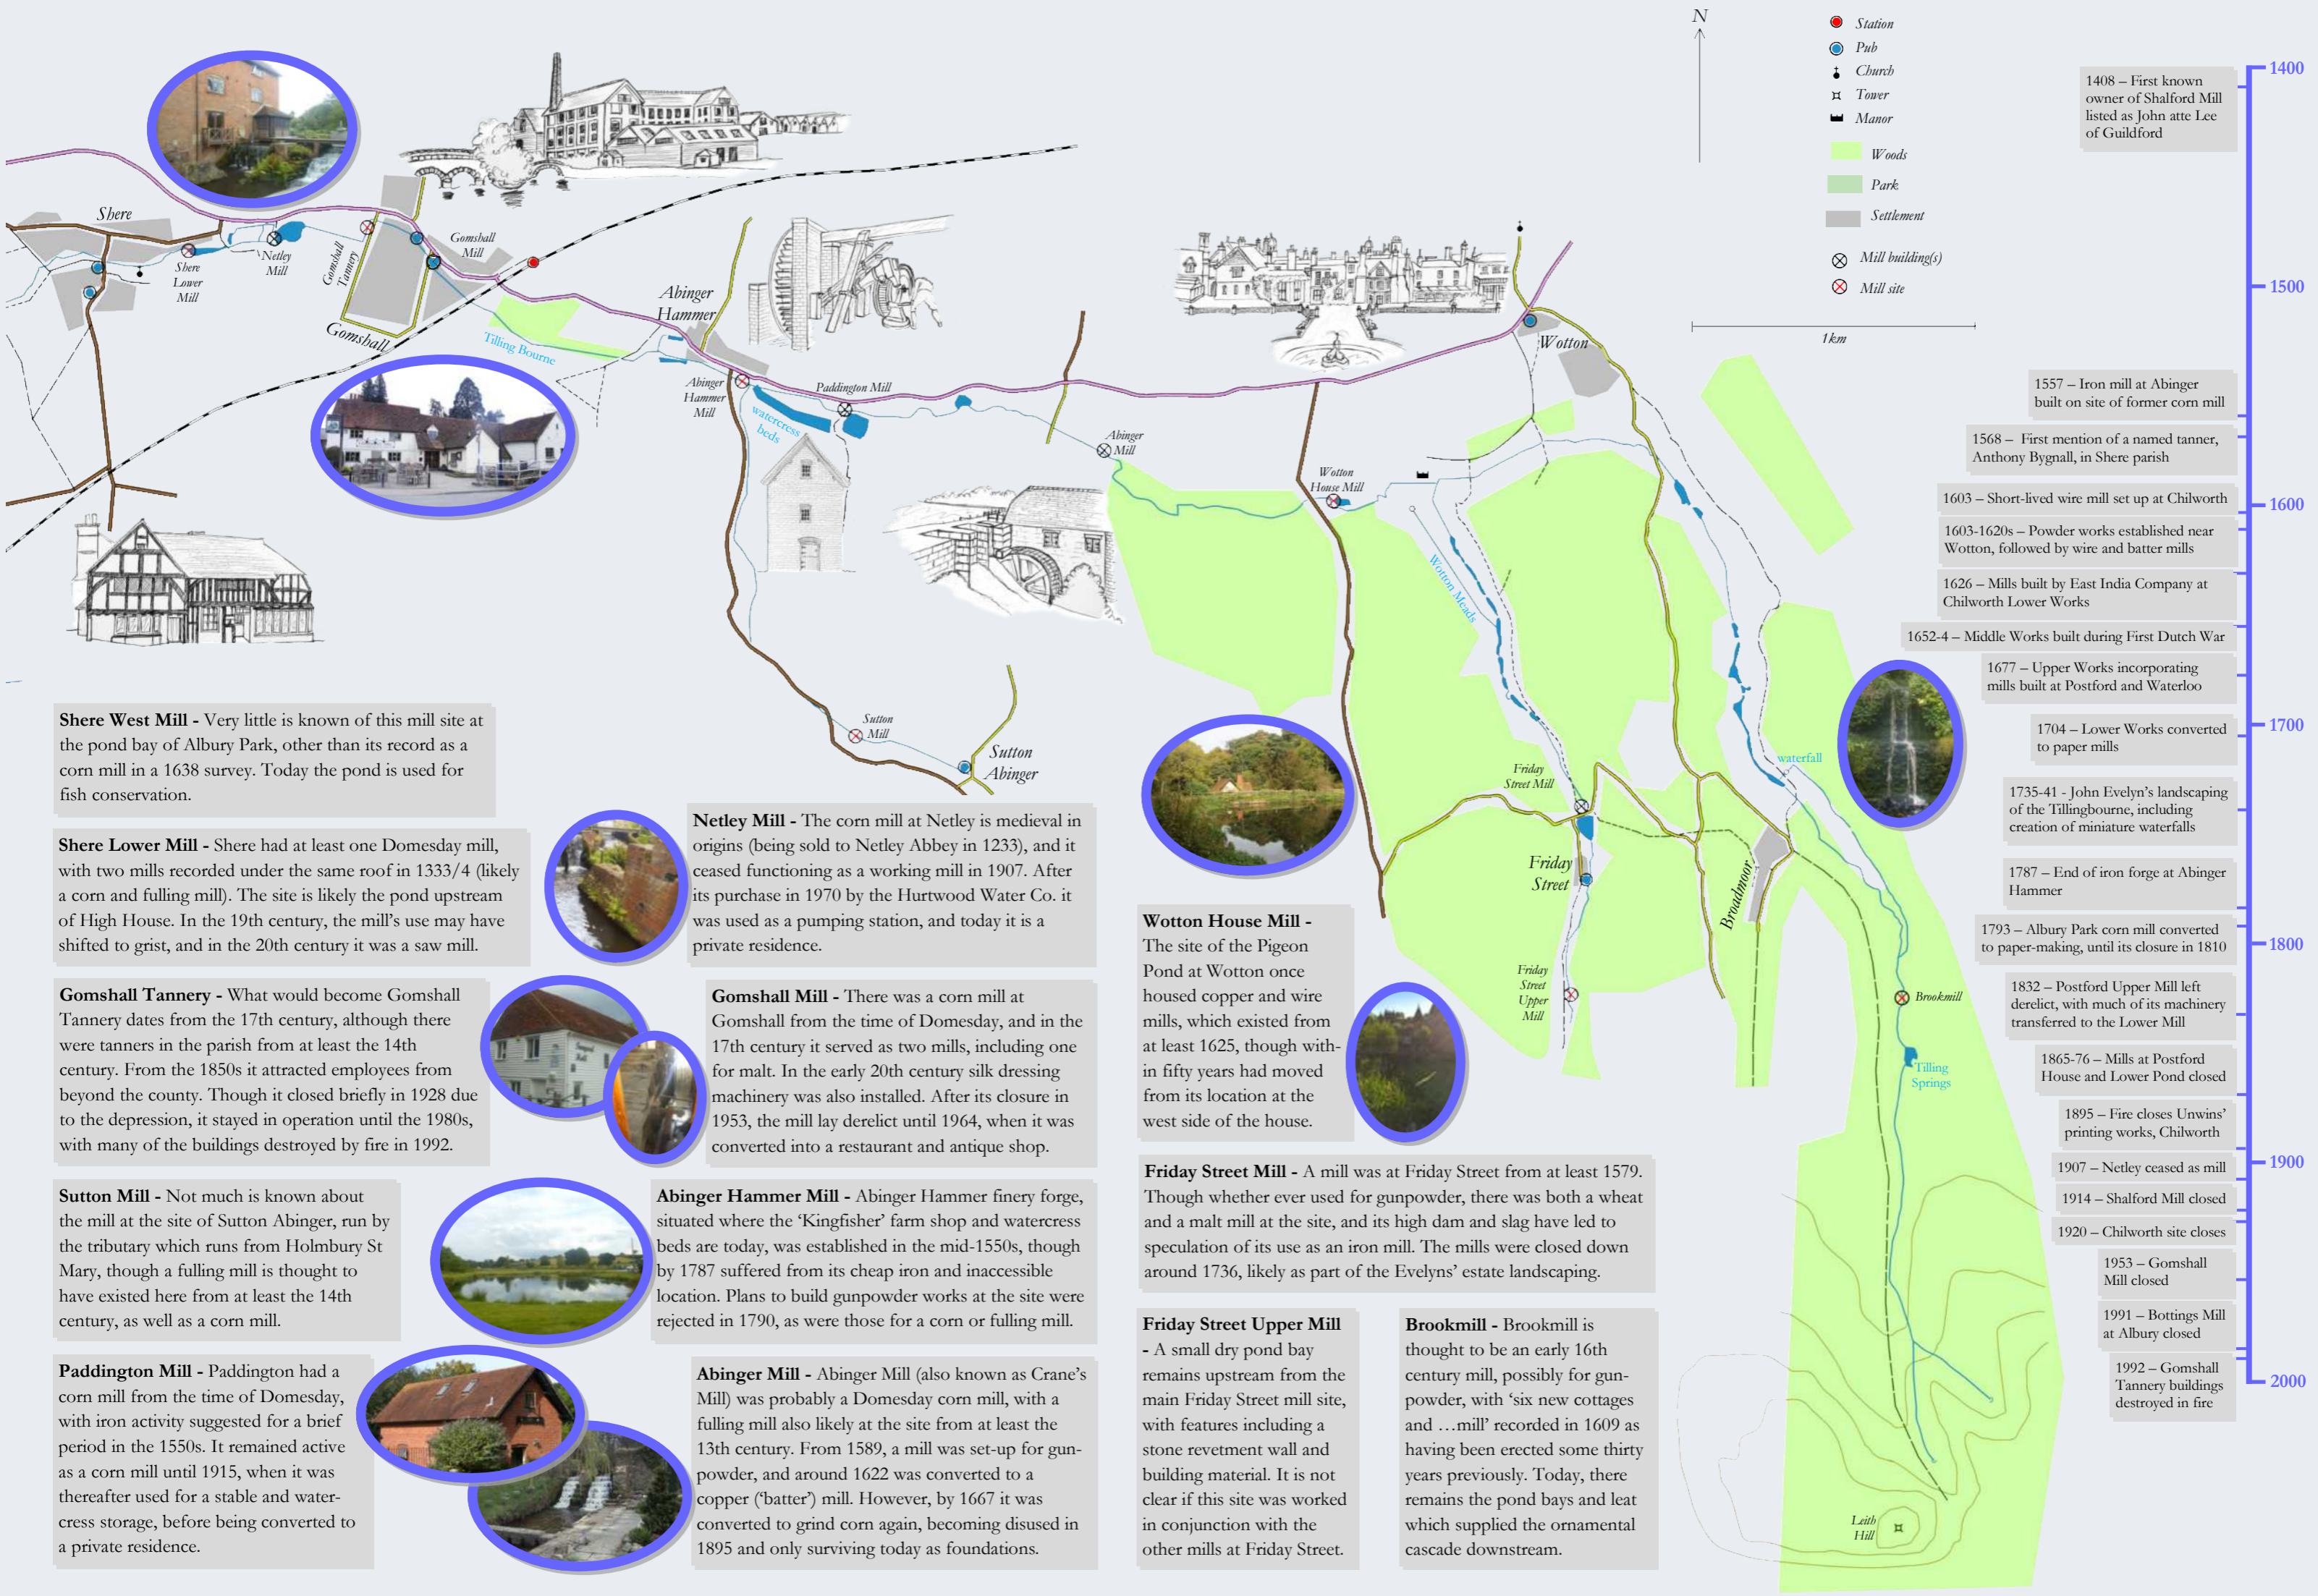 N
Station
Pub
Church
Tower
Manor
Woods
Park
Settlement
Mill building(s)
Mill site
1km
Shere
Shere
Lower
Mill
Netley
Mill
Gomshall
Tannery
Gomshall
Mill
Gomshall
Tilling Bourne
Abinger
Hammer
Abinger
Hammer
Mill
watercress
beds
Paddington Mill
Abinger
Mill
Wotton
House Mill
Wotton
Wotton Meads
Sutton
Mill
Sutton
Abinger
Friday
Street Mill
Friday
Street
Friday
Street
Upper
Mill
Broadmoor
waterfall
Brookmill
Tilling
Springs
Leith
Hill
Shere West Mill - Very little is known of this mill site at
the pond bay of Albury Park, other than its record as a
corn mill in a 1638 survey. Today the pond is used for
fish conservation.
Shere Lower Mill - Shere had at least one Domesday mill,
with two mills recorded under the same roof in 1333/4 (likely
a corn and fulling mill). The site is likely the pond upstream
of High House. In the 19th century, the mill's use may have
shifted to grist, and in the 20th century it was a saw mill.
Netley Mill - The corn mill at Netley is medieval in
origins (being sold to Netley Abbey in 1233), and it
ceased functioning as a working mill in 1907. After
its purchase in 1970 by the Hurtwood Water Co. it
was used as a pumping station, and today it is a
private residence.
Gomshall Tannery - What would become Gomshall
Tannery dates from the 17th century, although there
were tanners in the parish from at least the 14th
century. From the 1850s it attracted employees from
beyond the county. Though it closed briefly in 1928 due
to the depression, it stayed in operation until the 1980s,
with many of the buildings destroyed by fire in 1992.
Gomshall Mill - There was a corn mill at
Gomshall from the time of Domesday, and in the
17th century it served as two mills, including one
for malt. In the early 20th century silk dressing
machinery was also installed. After its closure in
1953, the mill lay derelict until 1964, when it was
converted into a restaurant and antique shop.
Sutton Mill - Not much is known about
the mill at the site of Sutton Abinger, run by
the tributary which runs from Holmbury St
Mary, though a fulling mill is thought to
have existed here from at least the 14th
century, as well as a corn mill.
Abinger Hammer Mill - Abinger Hammer finery forge,
situated where the 'Kingfisher' farm shop and watercress
beds are today, was established in the mid-1550s, though
by 1787 suffered from its cheap iron and inaccessible
location. Plans to build gunpowder works at the site were
rejected in 1790, as were those for a corn or fulling mill.
Paddington Mill - Paddington had a
corn mill from the time of Domesday,
with iron activity suggested for a brief
period in the 1550s. It remained active
as a corn mill until 1915, when it was
thereafter used for a stable and water-
cress storage, before being converted to
a private residence.
Abinger Mill - Abinger Mill (also known as Crane's
Mill) was probably a Domesday corn mill, with a
fulling mill also likely at the site from at least the
13th century. From 1589, a mill was set-up for gun-
powder, and around 1622 was converted to a
copper ('batter') mill. However, by 1667 it was
converted to grind corn again, becoming disused in
1895 and only surviving today as foundations.
Wotton House Mill -
The site of the Pigeon
Pond at Wotton once
housed copper and wire
mills, which existed from
at least 1625, though with-
in fifty years had moved
from its location at the
west side of the house.
Friday Street Mill - A mill was at Friday Street from at least 1579.
Though whether ever used for gunpowder, there was both a wheat
and a malt mill at the site, and its high dam and slag have led to
speculation of its use as an iron mill. The mills were closed down
around 1736, likely as part of the Evelyns' estate landscaping.
Friday Street Upper Mill
- A small dry pond bay
remains upstream from the
main Friday Street mill site,
with features including a
stone revetment wall and
building material. It is not
clear if this site was worked
in conjunction with the
other mills at Friday Street.
Brookmill - Brookmill is
thought to be an early 16th
century mill, possibly for gun-
powder, with 'six new cottages
and …mill' recorded in 1609 as
having been erected some thirty
years previously. Today, there
remains the pond bays and leat
which supplied the ornamental
cascade downstream.
1400
1408 – First known
owner of Shalford Mill
listed as John atte Lee
of Guildford
1500
1557 – Iron mill at Abinger
built on site of former corn mill
1568 – First mention of a named tanner,
Anthony Bygnall, in Shere parish
1603 – Short-lived wire mill set up at Chilworth
1600
1603-1620s – Powder works established near
Wotton, followed by wire and batter mills
1626 – Mills built by East India Company at
Chilworth Lower Works
1652-4 – Middle Works built during First Dutch War
1677 – Upper Works incorporating
mills built at Postford and Waterloo
1700
1704 – Lower Works converted
to paper mills
1735-41 - John Evelyn's landscaping
of the Tillingbourne, including
creation of miniature waterfalls
1787 – End of iron forge at Abinger
Hammer
1793 – Albury Park corn mill converted
to paper-making, until its closure in 1810
1800
1832 – Postford Upper Mill left
derelict, with much of its machinery
transferred to the Lower Mill
1865-76 – Mills at Postford
House and Lower Pond closed
1895 – Fire closes Unwins'
printing works, Chilworth
1900
1907 – Netley ceased as mill
1914 – Shalford Mill closed
1920 – Chilworth site closes
1953 – Gomshall
Mill closed
1991 – Bottings Mill
at Albury closed
1992 – Gomshall
Tannery buildings
destroyed in fire
2000